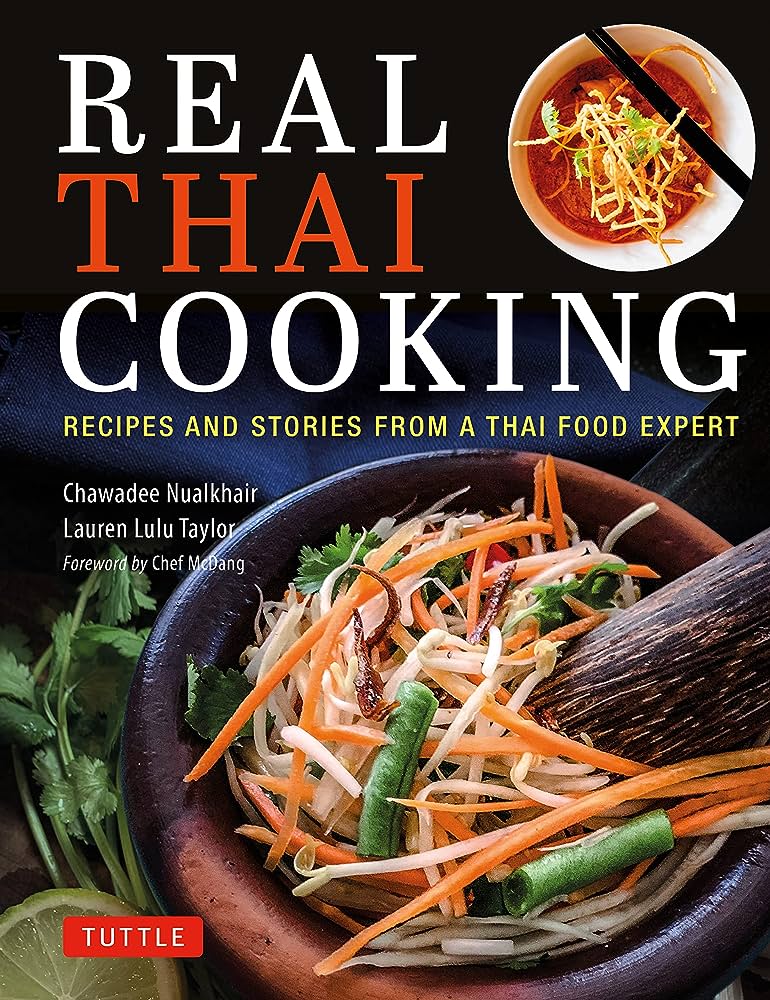 REAL
THAI
COOKING
RECIPES AND STORIES FROM A THAI FOOD EXPERT
Chawadee Nualkhair
Lauren Lulu Taylor
Foreword by Chef McDang
TUTTLE